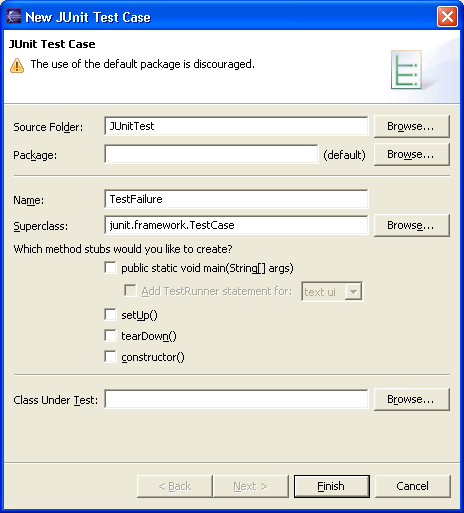 New JUnit Test Case
JUnit Test Case
The use of the default package is discouraged.
Source Folder: JUnitTest Browse...
Package: (default) Browse...
Name: TestFailure
Superclass: junit.framework.TestCase Browse...
Which method stubs would you like to create?
public static void main(String[] args)
Add TestRunner statement for: text ui
setUp()
tearDown()
constructor()
Class Under Test: Browse...
< Back Next > Finish Cancel